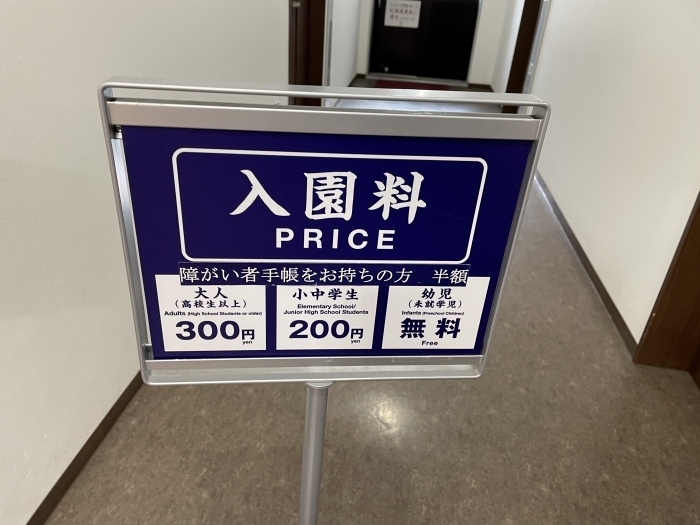 入園料
PRICE
障がい者手帳をお持ちの方 半額
大人
(高校生以上)
Adults (High School Students or older)
300円
yen
小中学生
Elementary School/
Junior High School Students
200円
yen
幼児
(未就学児)
Infants (Preschool Children)
無料
Free